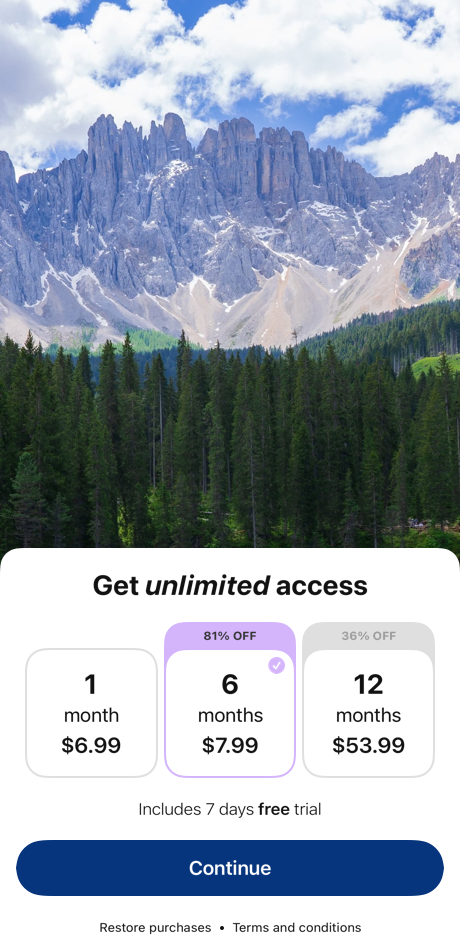 Get unlimited access
81% OFF
36% OFF
1
month
$6.99
6
months
$7.99
12
months
$53.99
Includes 7 days free trial
Continue
Restore purchases • Terms and conditions